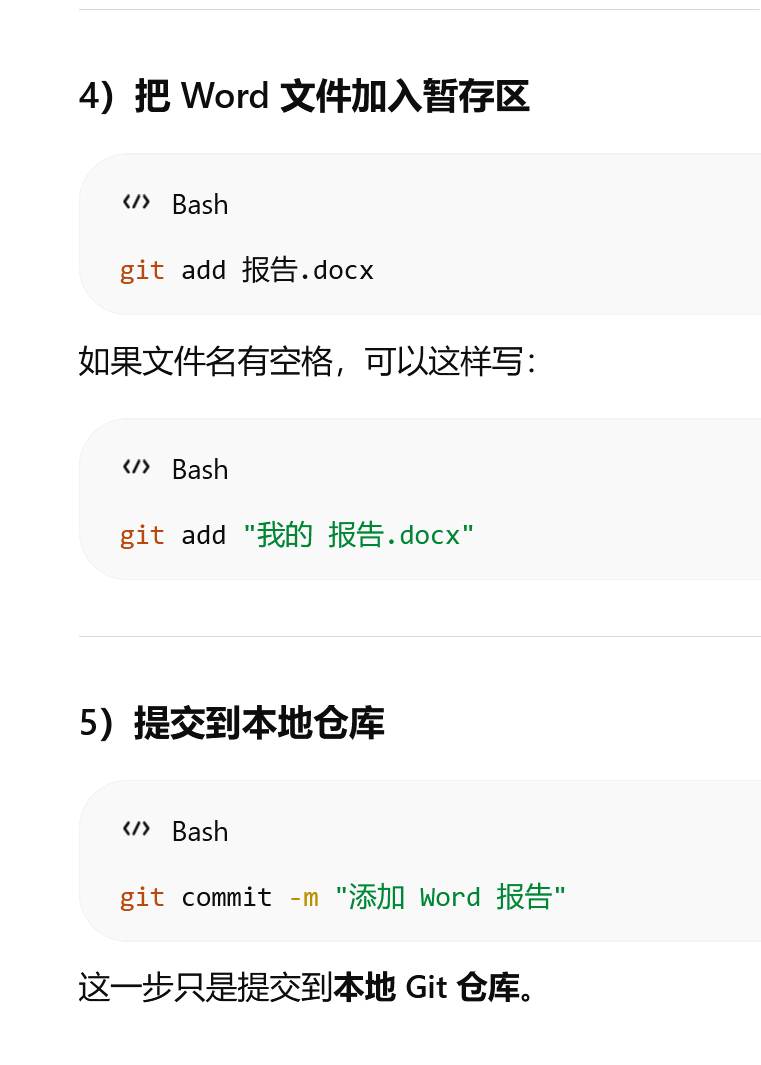 4）把 Word 文件加入暂存区
Bash
git add 报告.docx
如果文件名有空格，可以这样写：
Bash
git add "我的 报告.docx"
5）提交到本地仓库
Bash
git commit -m "添加 Word 报告"
这一步只是提交到本地 Git 仓库。